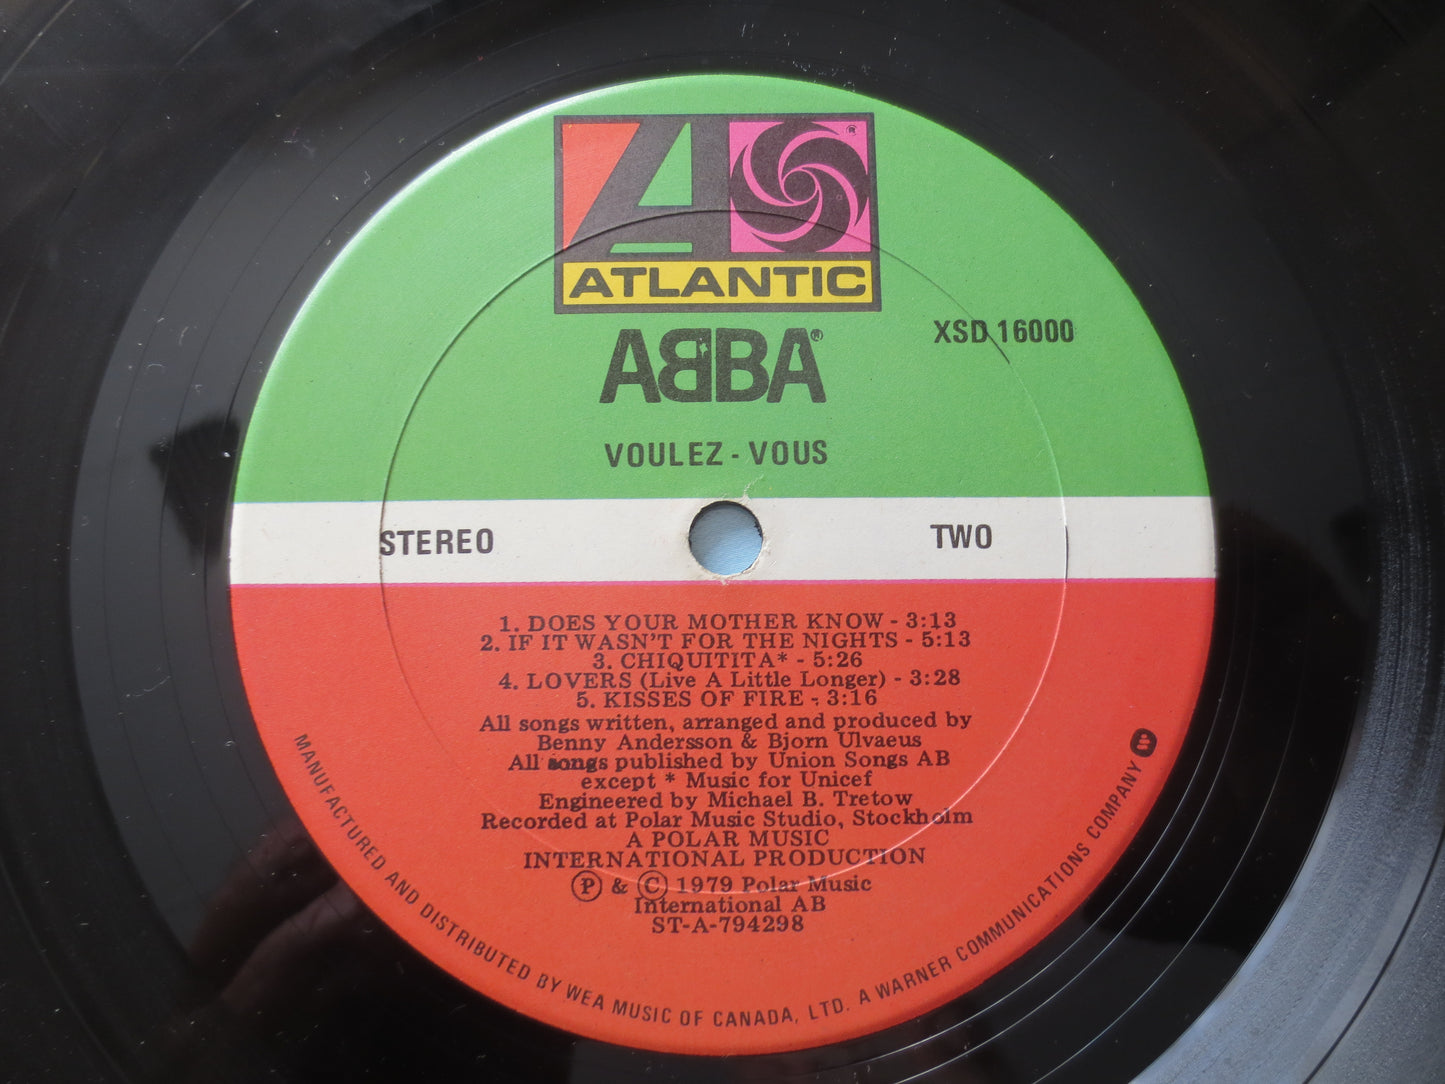 ATLANTIC®
ABBA®
XSD 16000
VOULEZ - VOUS
STEREO
TWO
1. DOES YOUR MOTHER KNOW - 3:13
2. IF IT WASN'T FOR THE NIGHTS - 5:13
3. CHIQUITITA* - 5:26
4. LOVERS (Live A Little Longer) - 3:28
5. KISSES OF FIRE - 3:16
All songs written, arranged and produced by
Benny Andersson & Bjorn Ulvaeus
All songs published by Union Songs AB
except * Music for Unicef
Engineered by Michael B. Tretow
Recorded at Polar Music Studio, Stockholm
A POLAR MUSIC
INTERNATIONAL PRODUCTION
Ⓟ & © 1979 Polar Music
International AB
ST-A-794298
MANUFACTURED AND DISTRIBUTED BY WEA MUSIC OF CANADA, LTD. A WARNER COMMUNICATIONS COMPANY